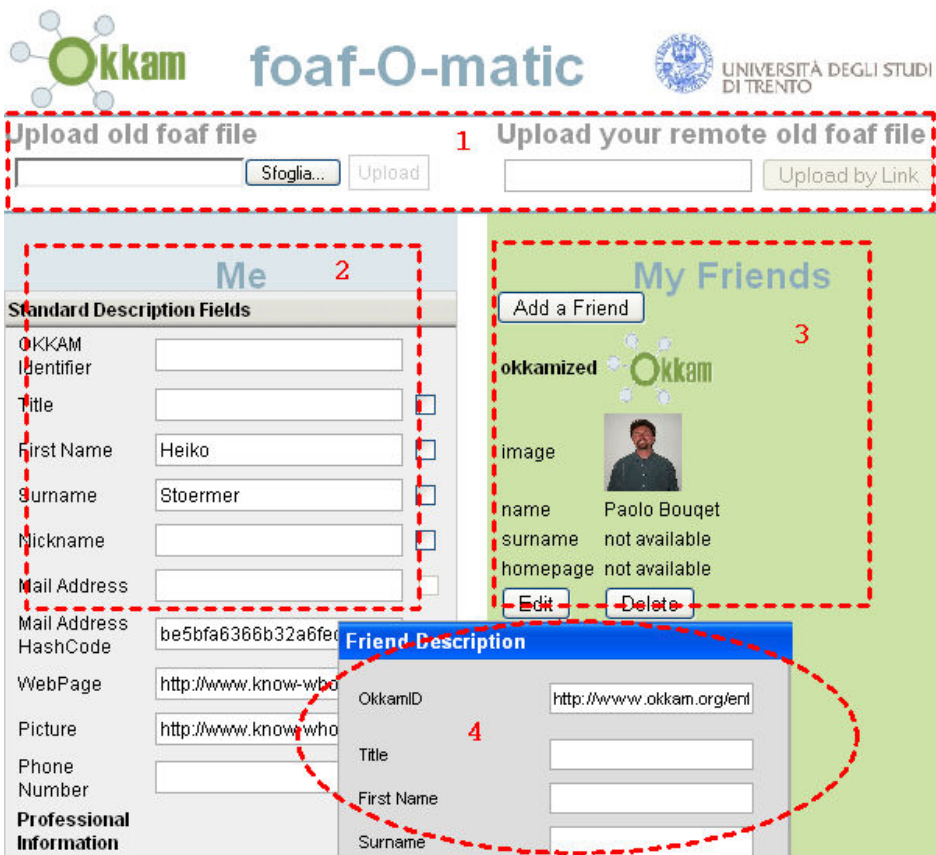 Okkam
foaf-O-matic
UNIVERSITÀ DEGLI STUDI
DI TRENTO
Upload old foaf file
1
Upload your remote old foaf file
Sfoglia...
Upload
Upload by Link
Me
2
Standard Description Fields
OKKAM
Identifier
Title
First Name
Heiko
Surname
Stoermer
Nickname
Mail Address
Mail Address
HashCode
be5bfa6366b32a6fec
WebPage
http://www.know-who
Picture
http://www.know-who
Phone
Number
Professional
Information
My Friends
Add a Friend
3
okkamized
Okkam
image
name Paolo Bouqet
surname not available
homepage not available
Edit
Delete
Friend Description
OkkamID
http://www.okkam.org/enl
4
Title
First Name
Surname